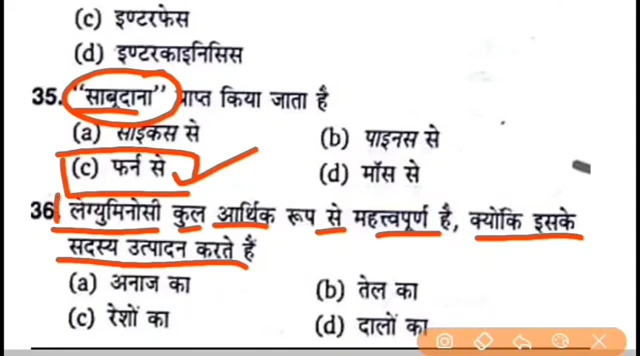 (c) इण्टरफेस
(d) इण्टरकाइनिसिस
35. "साबूदाना" प्राप्त किया जाता है
(a) साइकस से (b) पाइनस से
(c) फर्न से (d) मॉस से
36. लेग्युमिनोसी कुल आर्थिक रूप से महत्त्वपूर्ण है, क्योंकि इसके
सदस्य उत्पादन करते हैं
(a) अनाज का (b) तेल का
(c) रेशों का (d) दालों का